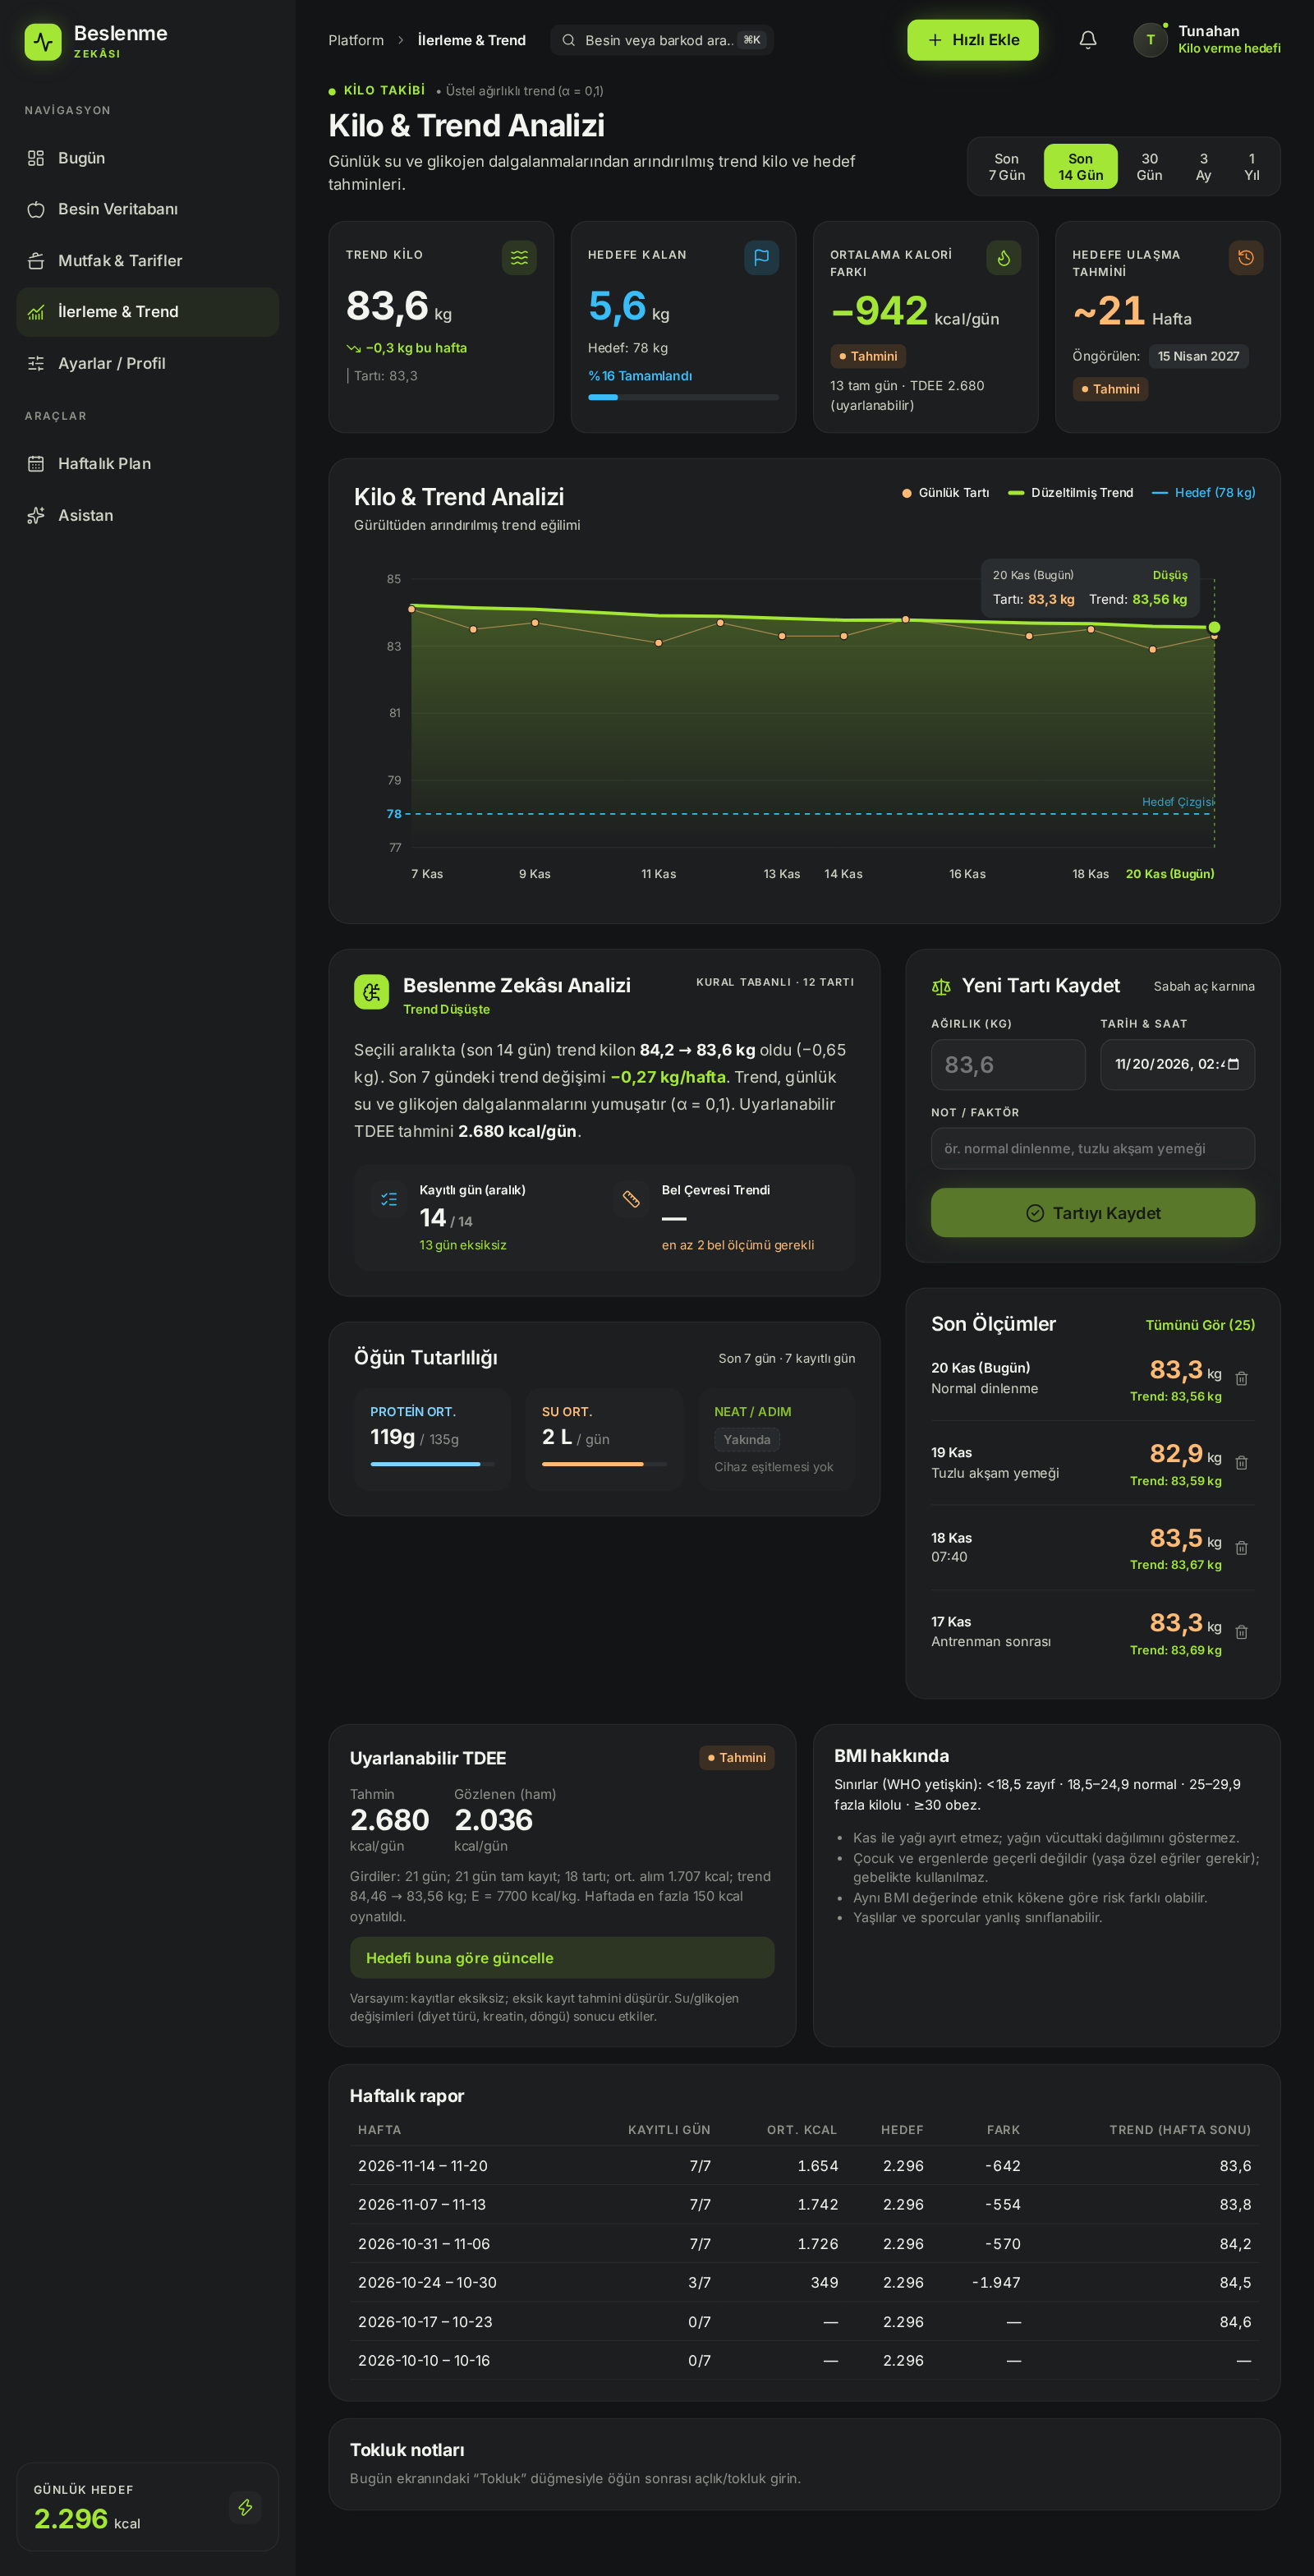 Beslenme
ZEKÂSI
NAVİGASYON
Bugün
Besin Veritabanı
Mutfak & Tarifler
İlerleme & Trend
Ayarlar / Profil
ARAÇLAR
Haftalık Plan
Asistan
GÜNLÜK HEDEF
2.296 kcal
Platform > İlerleme & Trend
Besin veya barkod ara.. ⌘K
+ Hızlı Ekle
T
Tunahan
Kilo verme hedefi
KİLO TAKİBİ • Üstel ağırlıklı trend (α = 0,1)
Kilo & Trend Analizi
Günlük su ve glikojen dalgalanmalarından arındırılmış trend kilo ve hedef
tahminleri.
Son
7 Gün
Son
14 Gün
30
Gün
3
Ay
1
Yıl
TREND KİLO
83,6 kg
−0,3 kg bu hafta
| Tartı: 83,3
HEDEFE KALAN
5,6 kg
Hedef: 78 kg
%16 Tamamlandı
ORTALAMA KALORİ
FARKI
−942 kcal/gün
Tahmini
13 tam gün · TDEE 2.680
(uyarlanabilir)
HEDEFE ULAŞMA
TAHMİNİ
~21 Hafta
Öngörülen: 15 Nisan 2027
Tahmini
Kilo & Trend Analizi
Gürültüden arındırılmış trend eğilimi
Günlük Tartı
Düzeltilmiş Trend
Hedef (78 kg)
20 Kas (Bugün) Düşüş
Tartı: 83,3 kg Trend: 83,56 kg
85
83
81
79
78
77
Hedef Çizgisi
7 Kas 9 Kas 11 Kas 13 Kas 14 Kas 16 Kas 18 Kas 20 Kas (Bugün)
Beslenme Zekâsı Analizi
Trend Düşüşte
KURAL TABANLI · 12 TARTI
Seçili aralıkta (son 14 gün) trend kilon 84,2 → 83,6 kg oldu (−0,65
kg). Son 7 gündeki trend değişimi −0,27 kg/hafta. Trend, günlük
su ve glikojen dalgalanmalarını yumuşatır (α = 0,1). Uyarlanabilir
TDEE tahmini 2.680 kcal/gün.
Kayıtlı gün (aralık)
14 / 14
13 gün eksiksiz
Bel Çevresi Trendi
—
en az 2 bel ölçümü gerekli
Öğün Tutarlılığı
Son 7 gün · 7 kayıtlı gün
PROTEİN ORT.
119g / 135g
SU ORT.
2 L / gün
NEAT / ADIM
Yakında
Cihaz eşitlemesi yok
Yeni Tartı Kaydet
Sabah aç karnına
AĞIRLIK (KG)
83,6
TARİH & SAAT
11/20/2026, 02:
NOT / FAKTÖR
ör. normal dinlenme, tuzlu akşam yemeği
Tartıyı Kaydet
Son Ölçümler
Tümünü Gör (25)
20 Kas (Bugün)
Normal dinlenme
83,3 kg
Trend: 83,56 kg
19 Kas
Tuzlu akşam yemeği
82,9 kg
Trend: 83,59 kg
18 Kas
07:40
83,5 kg
Trend: 83,67 kg
17 Kas
Antrenman sonrası
83,3 kg
Trend: 83,69 kg
Uyarlanabilir TDEE
Tahmini
Tahmin
2.680
kcal/gün
Gözlenen (ham)
2.036
kcal/gün
Girdiler: 21 gün; 21 gün tam kayıt; 18 tartı; ort. alım 1.707 kcal; trend
84,46 → 83,56 kg; E = 7700 kcal/kg. Haftada en fazla 150 kcal
oynatıldı.
Hedefi buna göre güncelle
Varsayım: kayıtlar eksiksiz; eksik kayıt tahmini düşürür. Su/glikojen
değişimleri (diyet türü, kreatin, döngü) sonucu etkiler.
BMI hakkında
Sınırlar (WHO yetişkin): <18,5 zayıf · 18,5–24,9 normal · 25–29,9
fazla kilolu · ≥30 obez.
• Kas ile yağı ayırt etmez; yağın vücuttaki dağılımını göstermez.
• Çocuk ve ergenlerde geçerli değildir (yaşa özel eğriler gerekir);
gebelikte kullanılmaz.
• Aynı BMI değerinde etnik kökene göre risk farklı olabilir.
• Yaşlılar ve sporcular yanlış sınıflanabilir.
Haftalık rapor
HAFTA KAYITLI GÜN ORT. KCAL HEDEF FARK TREND (HAFTA SONU)
2026-11-14 – 11-20 7/7 1.654 2.296 -642 83,6
2026-11-07 – 11-13 7/7 1.742 2.296 -554 83,8
2026-10-31 – 11-06 7/7 1.726 2.296 -570 84,2
2026-10-24 – 10-30 3/7 349 2.296 -1.947 84,5
2026-10-17 – 10-23 0/7 — 2.296 — 84,6
2026-10-10 – 10-16 0/7 — 2.296 — —
Tokluk notları
Bugün ekranındaki “Tokluk” düğmesiyle öğün sonrası açlık/tokluk girin.